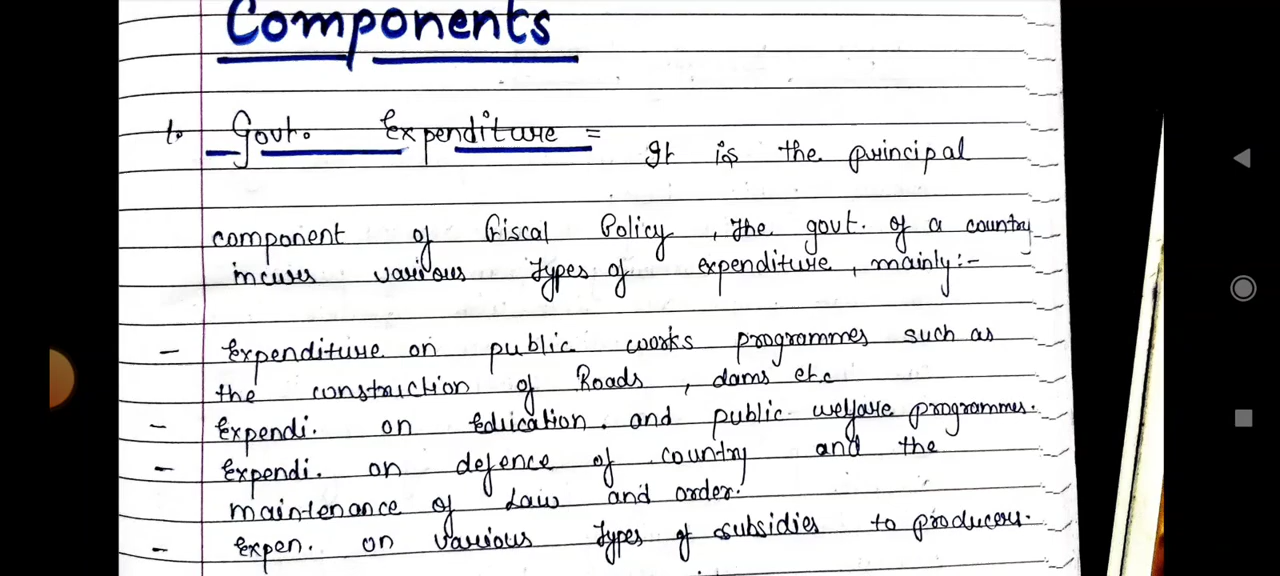 Components
1. Govt. Expenditure = It is the principal
component of Fiscal Policy, The govt. of a country
incurs various types of expenditure, mainly:-
- Expenditure on public works programmes such as
the construction of Roads, dams etc
- Expendi. on Education. and public welfare programmes.
- Expendi. on defence of country and the
maintenance of Law and order.
- Expen. on various types of subsidies to producers.